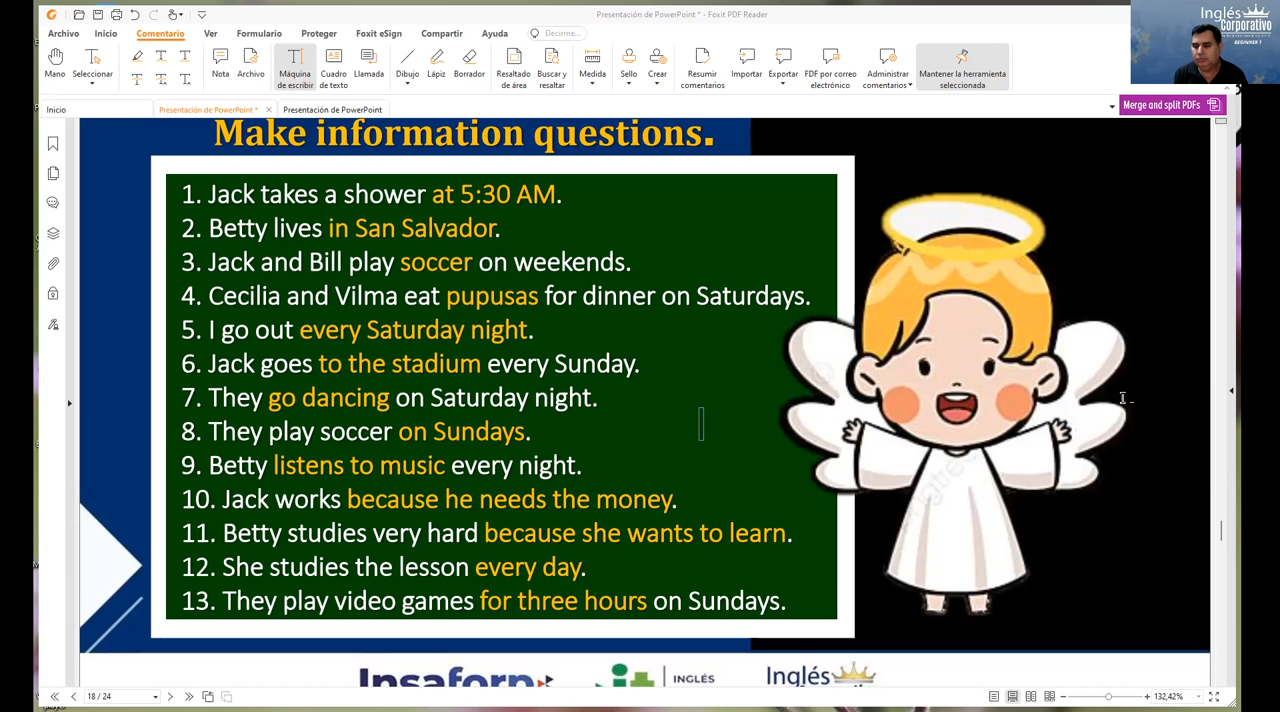 Presentación de PowerPoint * - Foxit PDF Reader
Archivo Inicio Comentario Ver Formulario Proteger Foxit eSign Compartir Ayuda Decirme...
Mano Seleccionar Nota Archivo Máquina de escribir Cuadro de texto Llamada Dibujo Lápiz Borrador Resaltado de área Buscar y resaltar Medida Sello Crear Resumir comentarios Importar Exportar PDF por correo electrónico Administrar comentarios Mantener la herramienta seleccionada
Inglés
Corporativo
BEGINNER 1
Inicio Presentación de PowerPoint * Presentación de PowerPoint Merge and split PDFs
Make information questions.
1. Jack takes a shower at 5:30 AM.
2. Betty lives in San Salvador.
3. Jack and Bill play soccer on weekends.
4. Cecilia and Vilma eat pupusas for dinner on Saturdays.
5. I go out every Saturday night.
6. Jack goes to the stadium every Sunday.
7. They go dancing on Saturday night.
8. They play soccer on Sundays.
9. Betty listens to music every night.
10. Jack works because he needs the money.
11. Betty studies very hard because she wants to learn.
12. She studies the lesson every day.
13. They play video games for three hours on Sundays.
Insaforp INGLÉS Inglés
18 / 24 132,42%